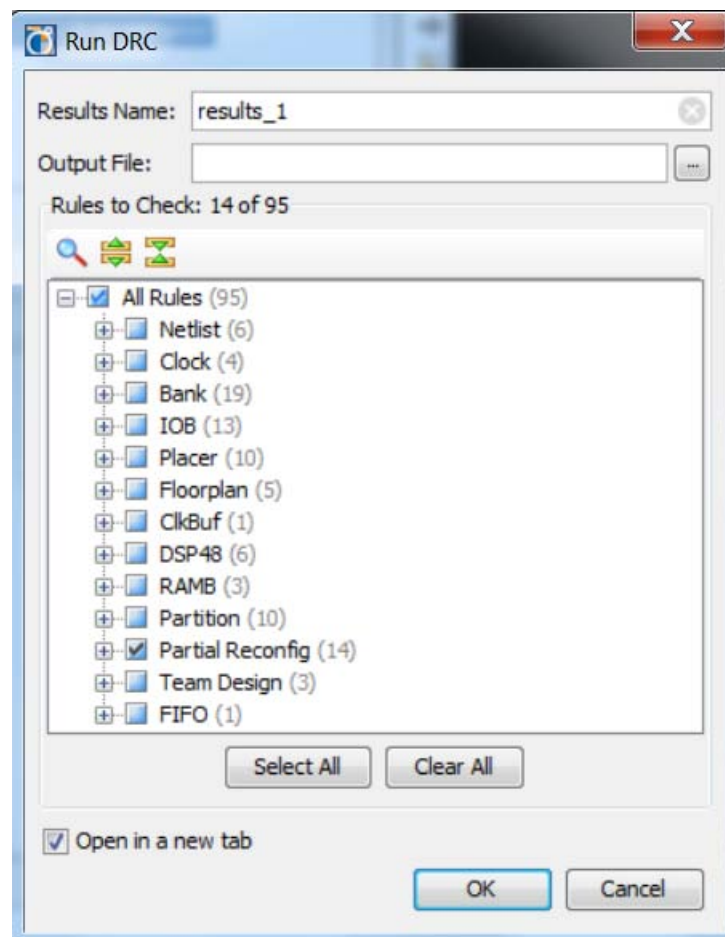 Run DRC
X
Results Name: results_1
Output File: ...
Rules to Check: 14 of 95
All Rules (95)
Netlist (6)
Clock (4)
Bank (19)
IOB (13)
Placer (10)
Floorplan (5)
ClkBuf (1)
DSP48 (6)
RAMB (3)
Partition (10)
Partial Reconfig (14)
Team Design (3)
FIFO (1)
Select All Clear All
Open in a new tab
OK Cancel